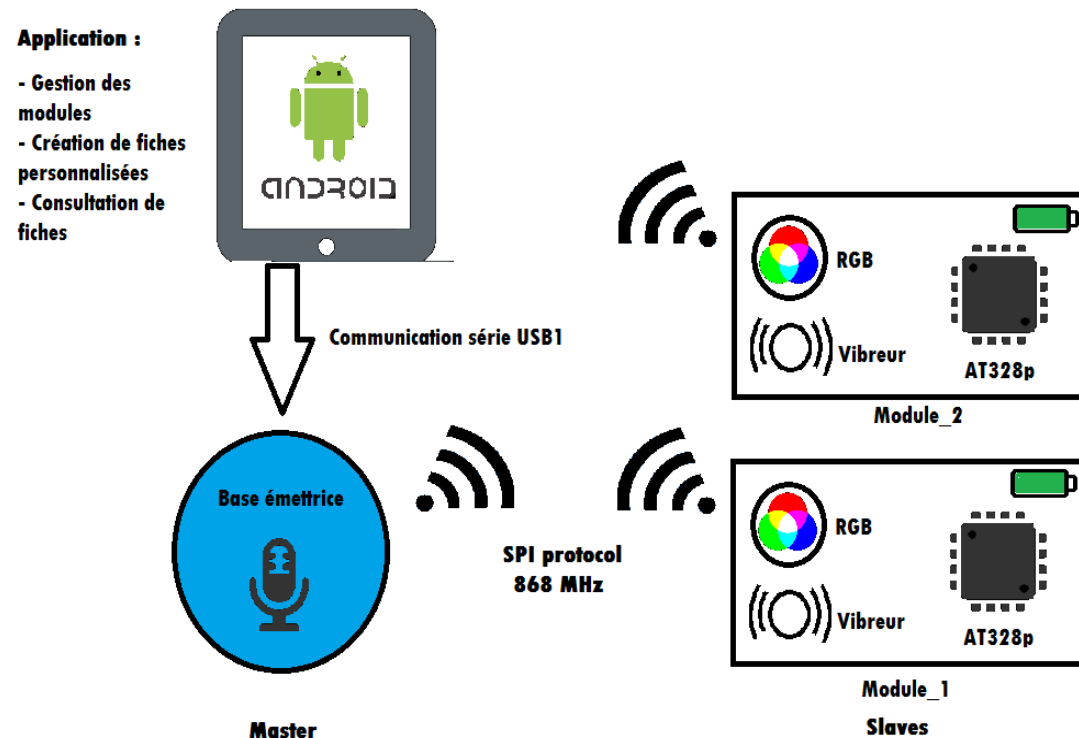 Application :
- Gestion des
modules
- Création de fiches
personnalisées
- Consultation de
fiches
ANDROID
Communication série USB1
Base émettrice
SPI protocol
868 MHz
Master
RGB
Vibreur
AT328p
Module_2
RGB
Vibreur
AT328p
Module_1
Slaves